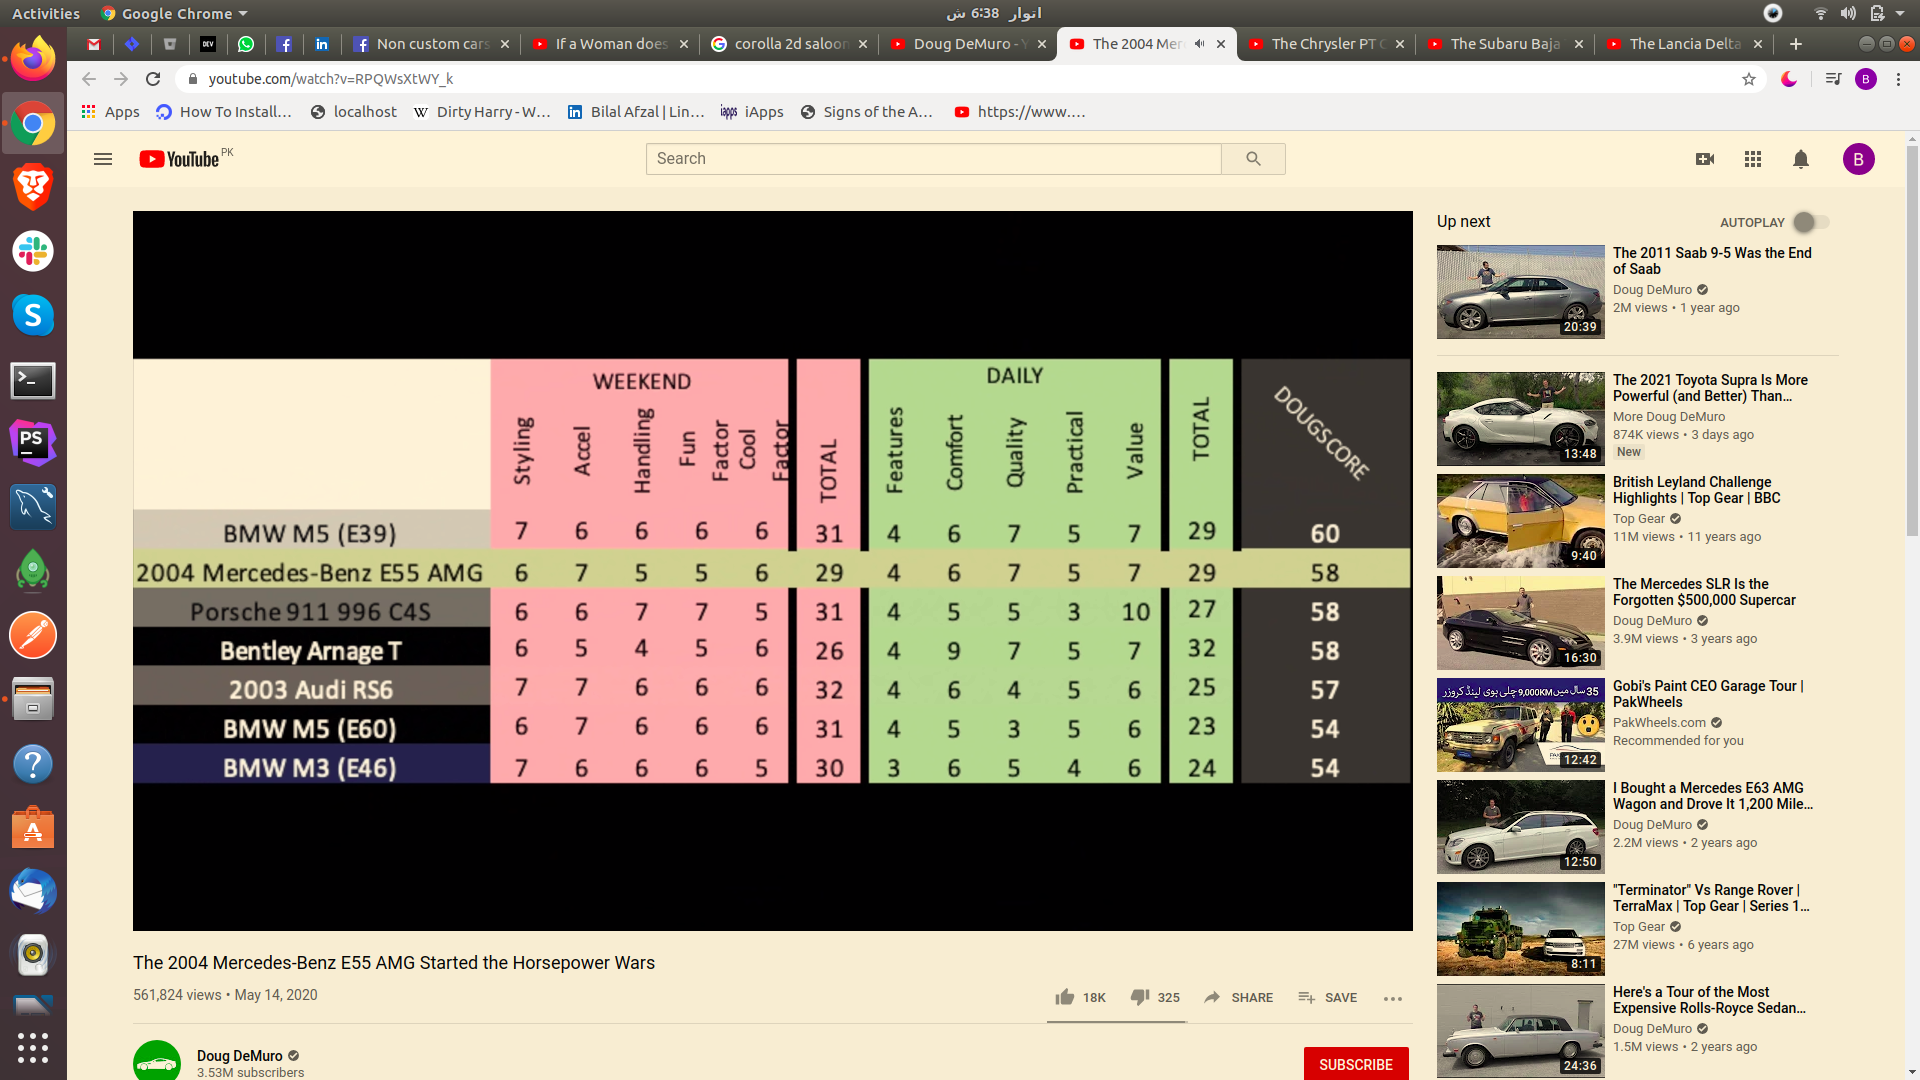 Activities Google Chrome اتوار 6:38 ش
Non custom cars If a Woman does corolla 2d saloon Doug DeMuro - Y The 2004 Mer The Chrysler PT C The Subaru Baja The Lancia Delta
youtube.com/watch?v=RPQWsXtWY_k B
Apps How To Install... localhost Dirty Harry - W... Bilal Afzal | Lin... iApps Signs of the A... https://www....
YouTube PK Search B
Up next AUTOPLAY
WEEKEND DAILY
Styling Accel Handling Fun Factor Cool Factor TOTAL Features Comfort Quality Practical Value TOTAL DOUGSCORE
BMW M5 (E39) 7 6 6 6 6 31 4 6 7 5 7 29 60
2004 Mercedes-Benz E55 AMG 6 7 5 5 6 29 4 6 7 5 7 29 58
Porsche 911 996 C4S 6 6 7 7 5 31 4 5 5 3 10 27 58
Bentley Arnage T 6 5 4 5 6 26 4 9 7 5 7 32 58
2003 Audi RS6 7 7 6 6 6 32 4 6 4 5 6 25 57
BMW M5 (E60) 6 7 6 6 6 31 4 5 3 5 6 23 54
BMW M3 (E46) 7 6 6 6 5 30 3 6 5 4 6 24 54
The 2004 Mercedes-Benz E55 AMG Started the Horsepower Wars
561,824 views • May 14, 2020
18K 325 SHARE SAVE
Doug DeMuro
3.53M subscribers
SUBSCRIBE
The 2011 Saab 9-5 Was the End
of Saab
Doug DeMuro
2M views • 1 year ago
20:39
The 2021 Toyota Supra Is More
Powerful (and Better) Than...
More Doug DeMuro
874K views • 3 days ago
New
13:48
British Leyland Challenge
Highlights | Top Gear | BBC
Top Gear
11M views • 11 years ago
9:40
The Mercedes SLR Is the
Forgotten $500,000 Supercar
Doug DeMuro
3.9M views • 3 years ago
16:30
35 سال میں 9,000KM چلی ہوئی لینڈ کروزر
Gobi's Paint CEO Garage Tour |
PakWheels
PakWheels.com
Recommended for you
12:42
I Bought a Mercedes E63 AMG
Wagon and Drove It 1,200 Mile...
Doug DeMuro
2.2M views • 2 years ago
12:50
"Terminator" Vs Range Rover |
TerraMax | Top Gear | Series 1...
Top Gear
27M views • 6 years ago
8:11
Here's a Tour of the Most
Expensive Rolls-Royce Sedan...
Doug DeMuro
1.5M views • 2 years ago
24:36